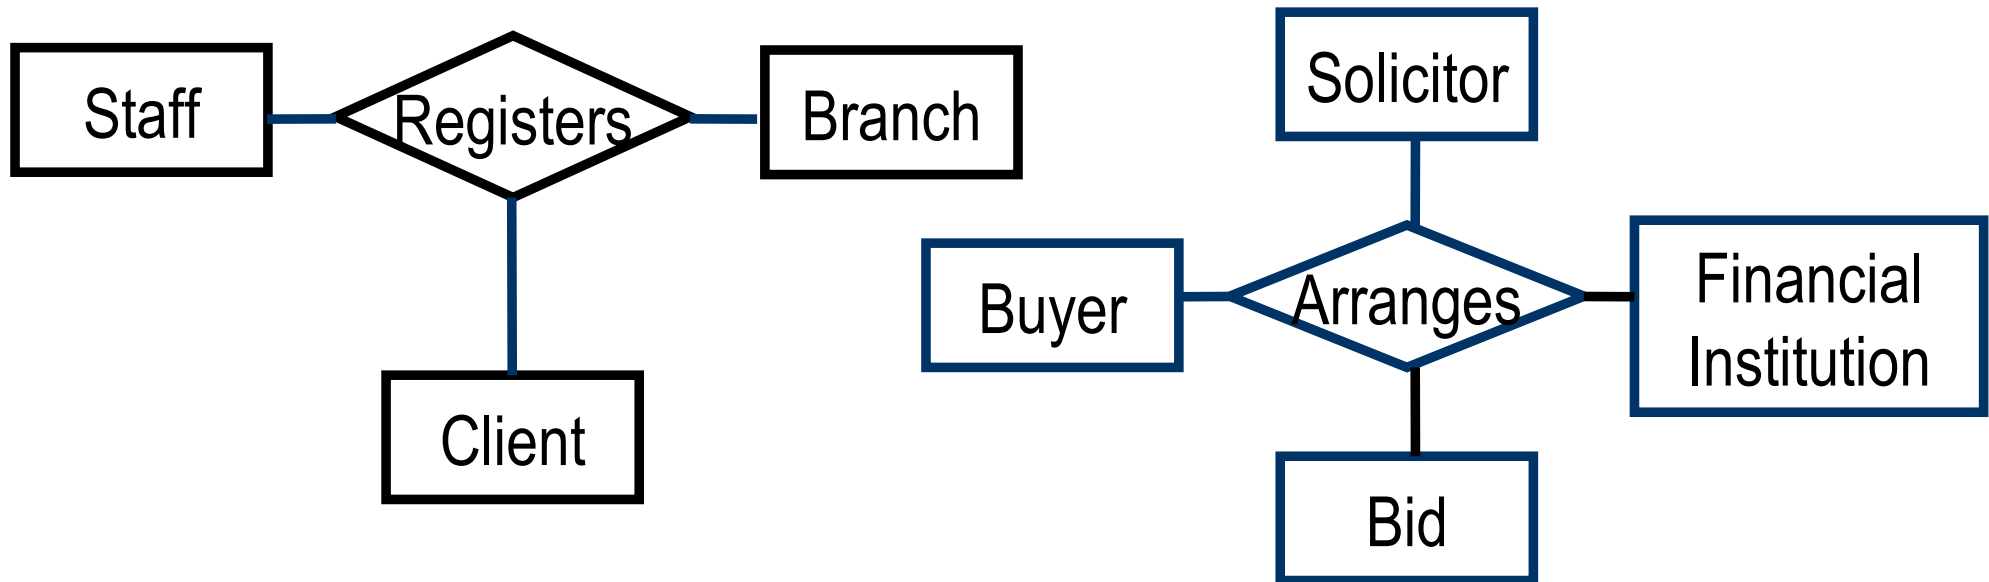 Staff
Registers
Branch
Client
Solicitor
Buyer
Arranges
Financial
Institution
Bid